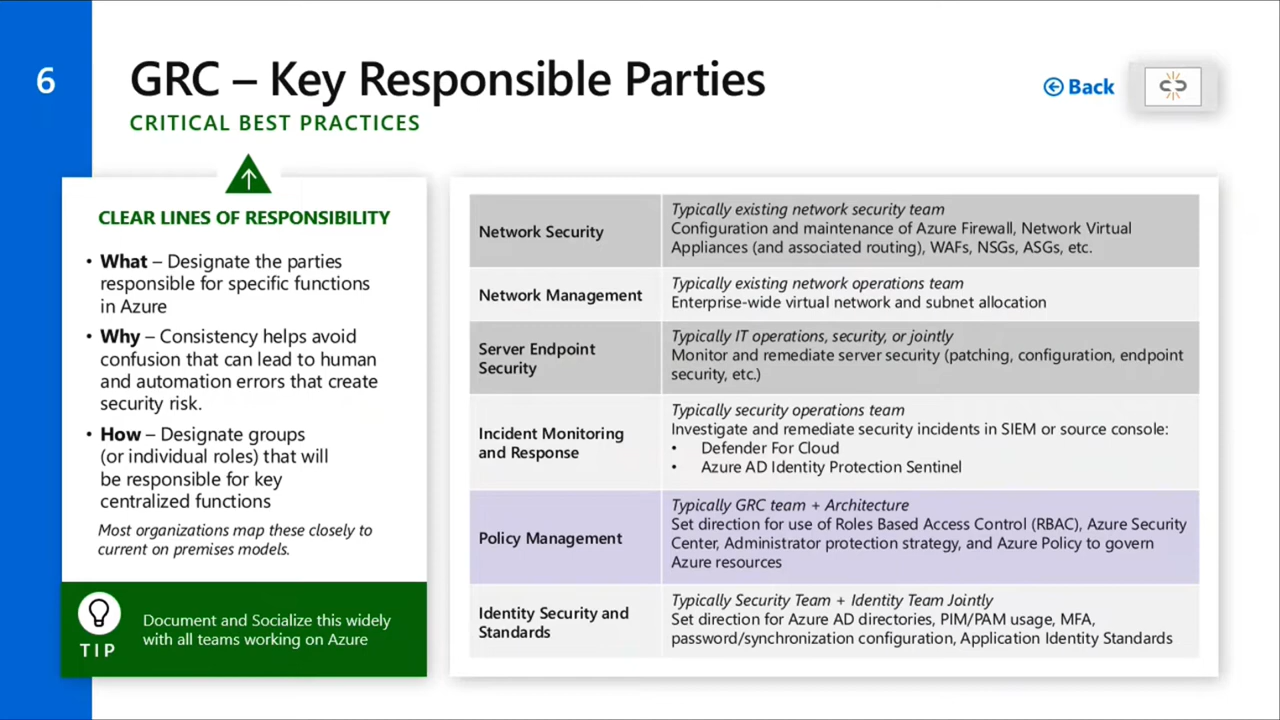 6
GRC – Key Responsible Parties
CRITICAL BEST PRACTICES
Back
CLEAR LINES OF RESPONSIBILITY
• What – Designate the parties
responsible for specific functions
in Azure
• Why – Consistency helps avoid
confusion that can lead to human
and automation errors that create
security risk.
• How – Designate groups
(or individual roles) that will
be responsible for key
centralized functions
Most organizations map these closely to
current on premises models.
TIP
Document and Socialize this widely
with all teams working on Azure
Network Security
Typically existing network security team
Configuration and maintenance of Azure Firewall, Network Virtual
Appliances (and associated routing), WAFs, NSGs, ASGs, etc.
Network Management
Typically existing network operations team
Enterprise-wide virtual network and subnet allocation
Server Endpoint
Security
Typically IT operations, security, or jointly
Monitor and remediate server security (patching, configuration, endpoint
security, etc.)
Incident Monitoring
and Response
Typically security operations team
Investigate and remediate security incidents in SIEM or source console:
• Defender For Cloud
• Azure AD Identity Protection Sentinel
Policy Management
Typically GRC team + Architecture
Set direction for use of Roles Based Access Control (RBAC), Azure Security
Center, Administrator protection strategy, and Azure Policy to govern
Azure resources
Identity Security and
Standards
Typically Security Team + Identity Team Jointly
Set direction for Azure AD directories, PIM/PAM usage, MFA,
password/synchronization configuration, Application Identity Standards